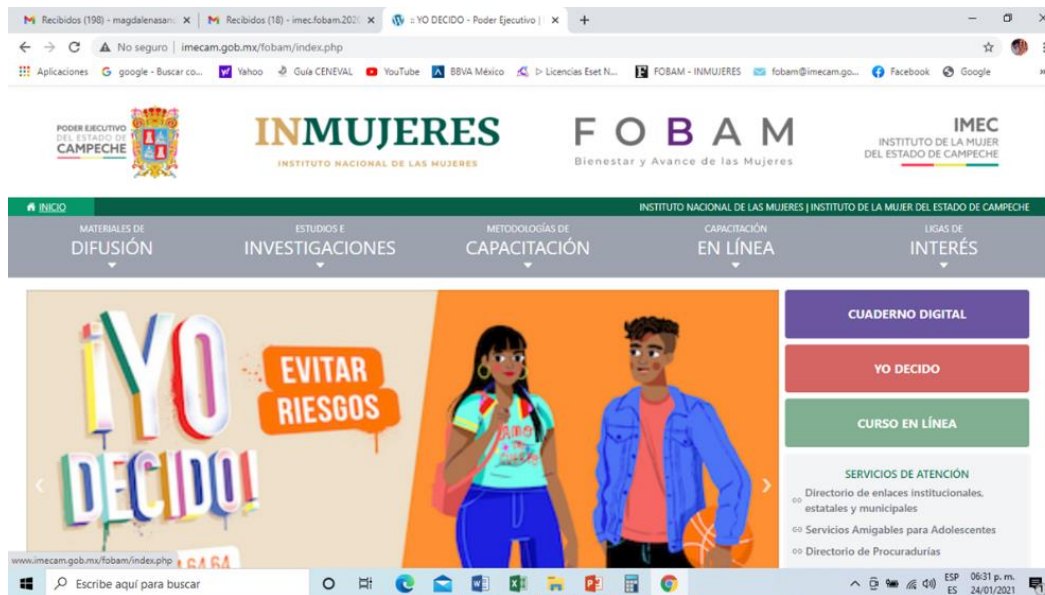 Recibidos (198) - magdalenasan
Recibidos (18) - imec.fobam.202
:: YO DECIDO - Poder Ejecutivo |
No seguro | imecam.gob.mx/fobam/index.php
Aplicaciones
google - Buscar co...
Yahoo
Guía CENEVAL
YouTube
BBVA México
Licencias Eset N...
FOBAM - INMUJERES
fobam@imecam.go...
Facebook
Google
PODER EJECUTIVO
DEL ESTADO DE
CAMPECHE
INMUJERES
INSTITUTO NACIONAL DE LAS MUJERES
FOBAM
Bienestar y Avance de las Mujeres
IMEC
INSTITUTO DE LA MUJER
DEL ESTADO DE CAMPECHE
INICIO
INSTITUTO NACIONAL DE LAS MUJERES | INSTITUTO DE LA MUJER DEL ESTADO DE CAMPECHE
MATERIALES DE
DIFUSIÓN
ESTUDIOS E
INVESTIGACIONES
METODOLOGÍAS DE
CAPACITACIÓN
CAPACITACIÓN
EN LÍNEA
LIGAS DE
INTERÉS
¡YO
DECIDO!
EVITAR
RIESGOS
CUADERNO DIGITAL
YO DECIDO
CURSO EN LÍNEA
SERVICIOS DE ATENCIÓN
Directorio de enlaces institucionales,
estatales y municipales
Servicios Amigables para Adolescentes
Directorio de Procuradurías
www.imecam.gob.mx/fobam/index.php
Escribe aquí para buscar
ESP
ES
06:31 p. m.
24/01/2021